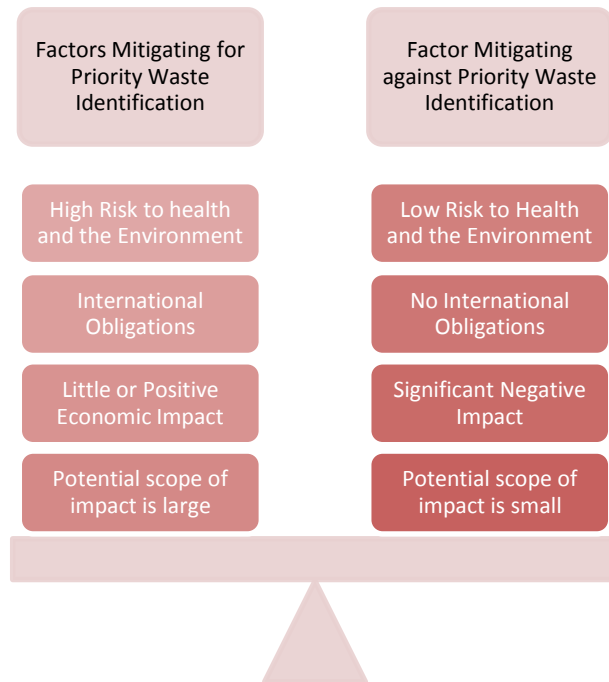 Factors Mitigating for
Priority Waste
Identification
Factor Mitigating
against Priority Waste
Identification
High Risk to health
and the Environment
Low Risk to Health
and the Environment
International
Obligations
No International
Obligations
Little or Positive
Economic Impact
Significant Negative
Impact
Potential scope of
impact is large
Potential scope of
impact is small